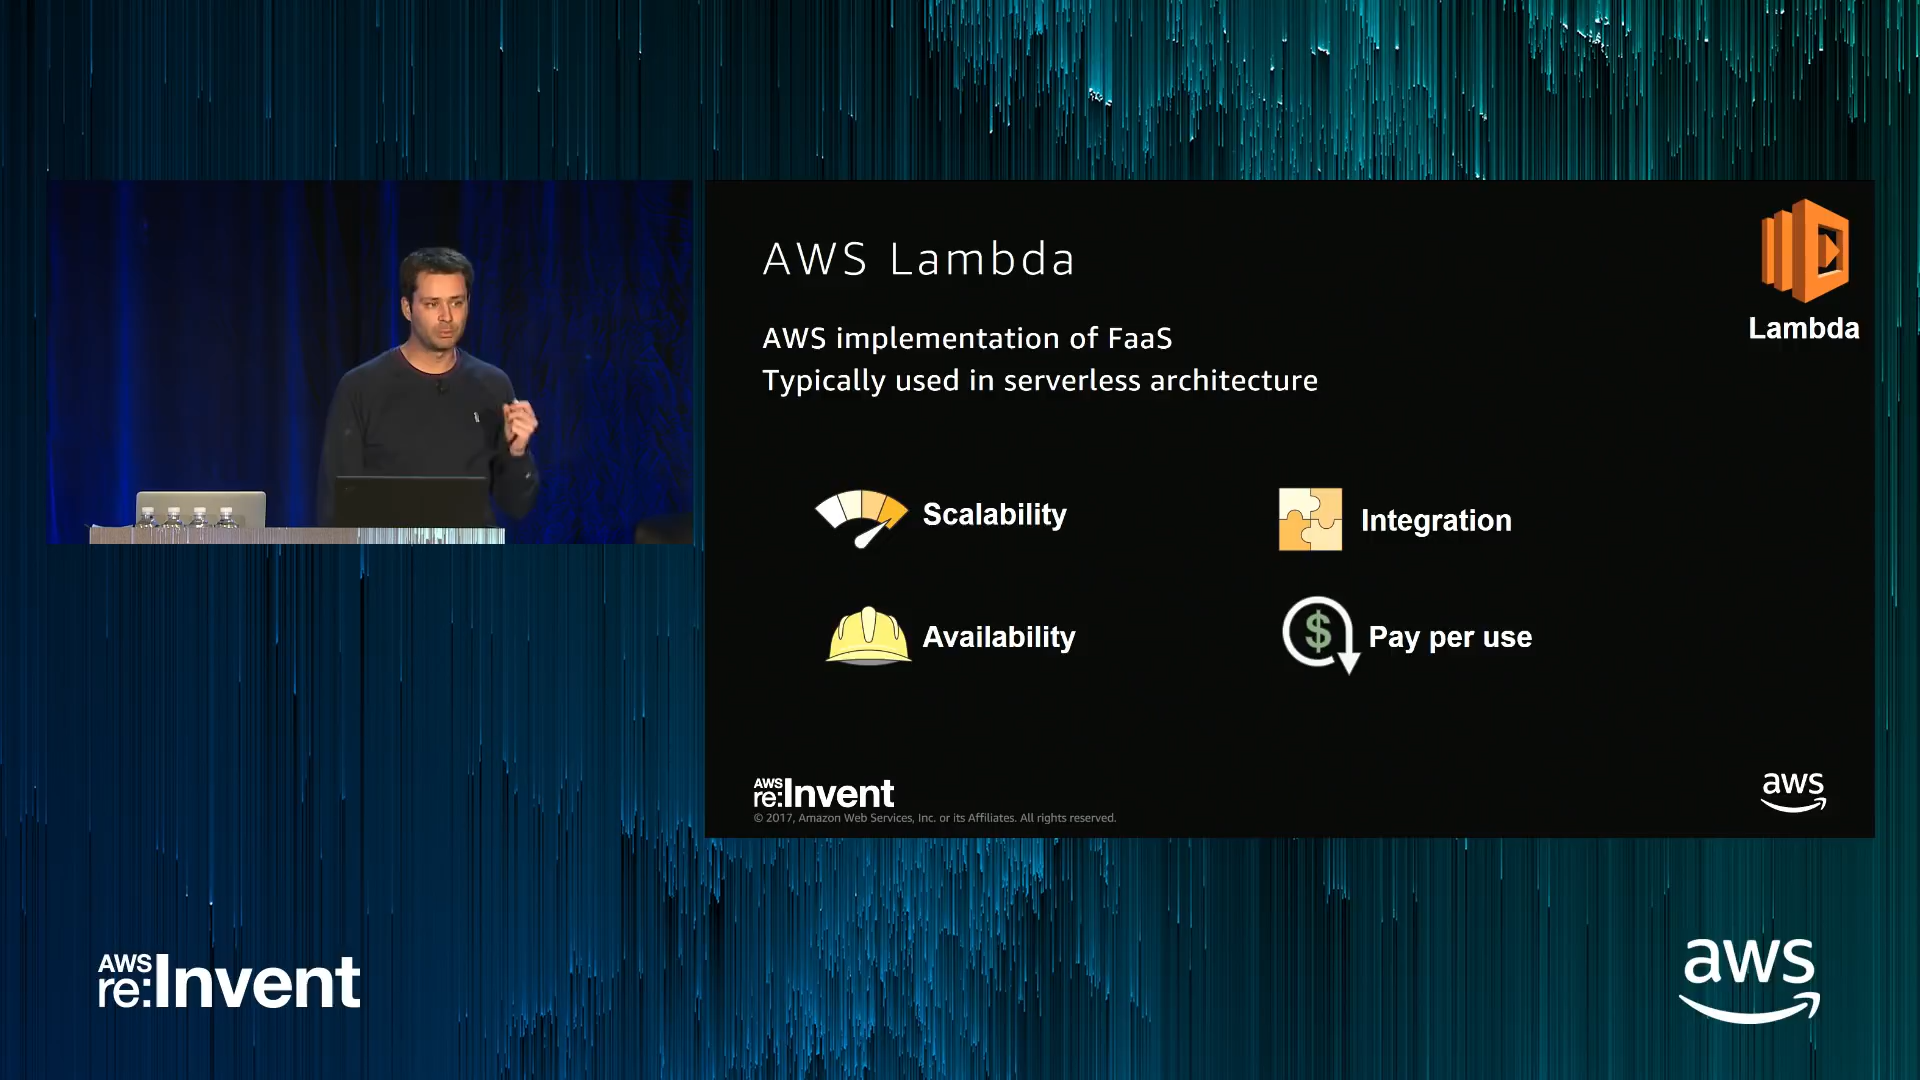 AWS Lambda
Lambda
AWS implementation of FaaS
Typically used in serverless architecture
Scalability
Integration
Availability
Pay per use
AWS
re:Invent
© 2017, Amazon Web Services, Inc. or its Affiliates. All rights reserved.
aws
AWS
re:Invent
aws